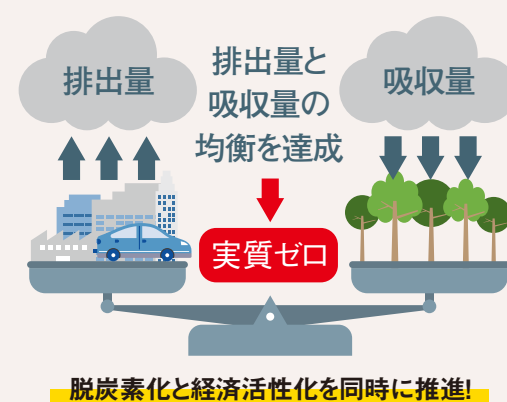 排出量
排出量と
吸収量の
均衡を達成
吸収量
実質ゼロ
脱炭素化と経済活性化を同時に推進!